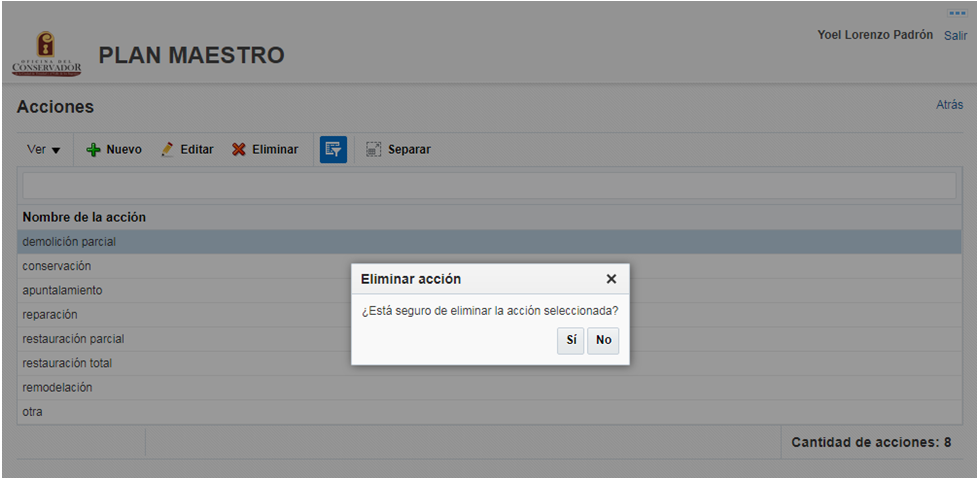 Yoel Lorenzo Padrón Salir
OFICINA DEL
CONSERVADOR
PLAN MAESTRO
Acciones
Atrás
Ver Nuevo Editar Eliminar Separar
Nombre de la acción
demolición parcial
conservación
apuntalamiento
reparación
restauración parcial
restauración total
remodelación
otra
Eliminar acción
¿Está seguro de eliminar la acción seleccionada?
Sí No
Cantidad de acciones: 8